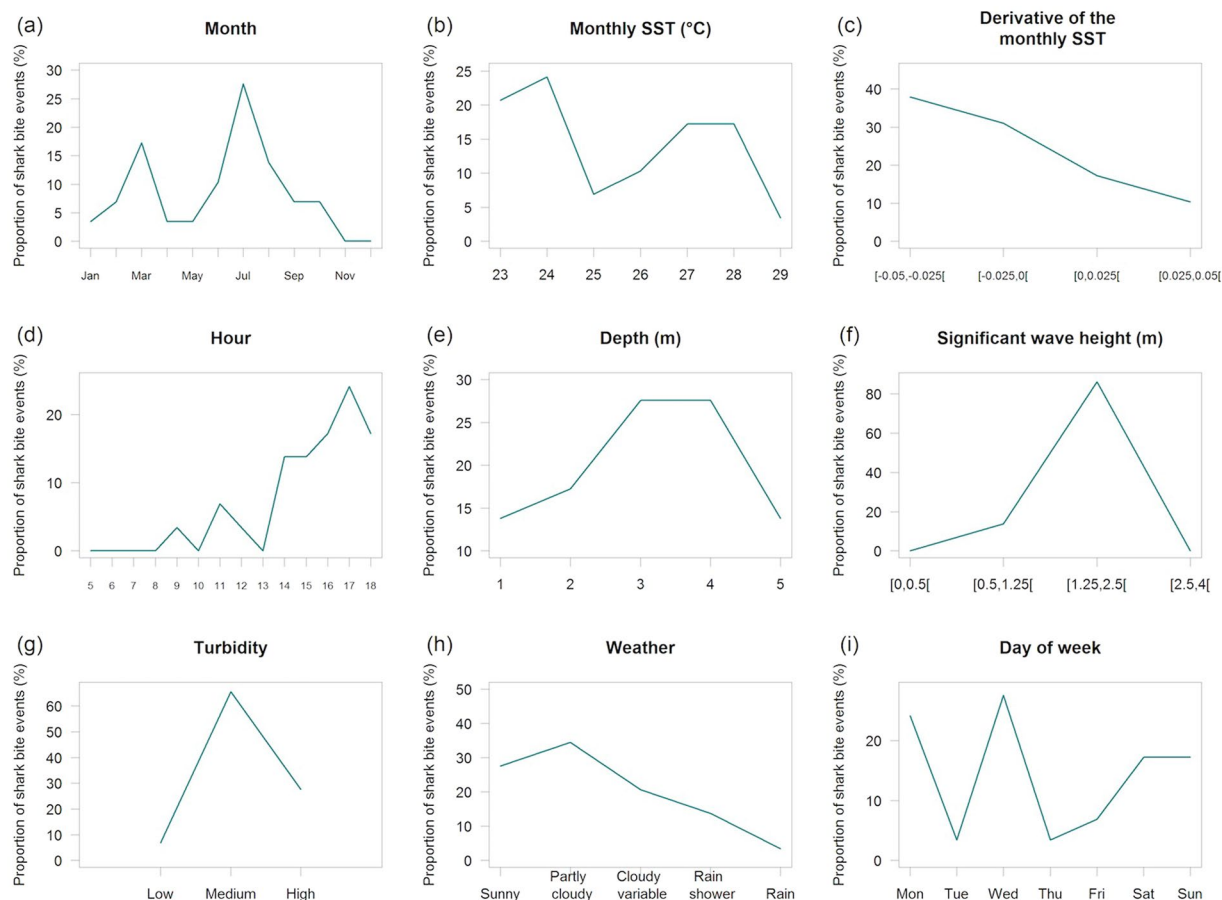 (a)
Month
Proportion of shark bite events (%)
30
25
20
15
10
5
0
Jan Mar May Jul Sep Nov
(b)
Monthly SST (°C)
Proportion of shark bite events (%)
25
20
15
10
5
0
23 24 25 26 27 28 29
(c)
Derivative of the
monthly SST
Proportion of shark bite events (%)
40
30
20
10
0
[-0.05,-0.025[ [-0.025,0[ [0,0.025[ [0.025,0.05[
(d)
Hour
Proportion of shark bite events (%)
20
10
0
5 6 7 8 9 10 11 12 13 14 15 16 17 18
(e)
Depth (m)
Proportion of shark bite events (%)
30
25
20
15
10
1 2 3 4 5
(f)
Significant wave height (m)
Proportion of shark bite events (%)
80
60
40
20
0
[0,0.5[ [0.5,1.25[ [1.25,2.5[ [2.5,4[
(g)
Turbidity
Proportion of shark bite events (%)
60
50
40
30
20
10
0
Low Medium High
(h)
Weather
Proportion of shark bite events (%)
50
40
30
20
10
0
Sunny
Partly
cloudy
Cloudy
variable
Rain
shower
Rain
(i)
Day of week
Proportion of shark bite events (%)
20
10
0
Mon Tue Wed Thu Fri Sat Sun